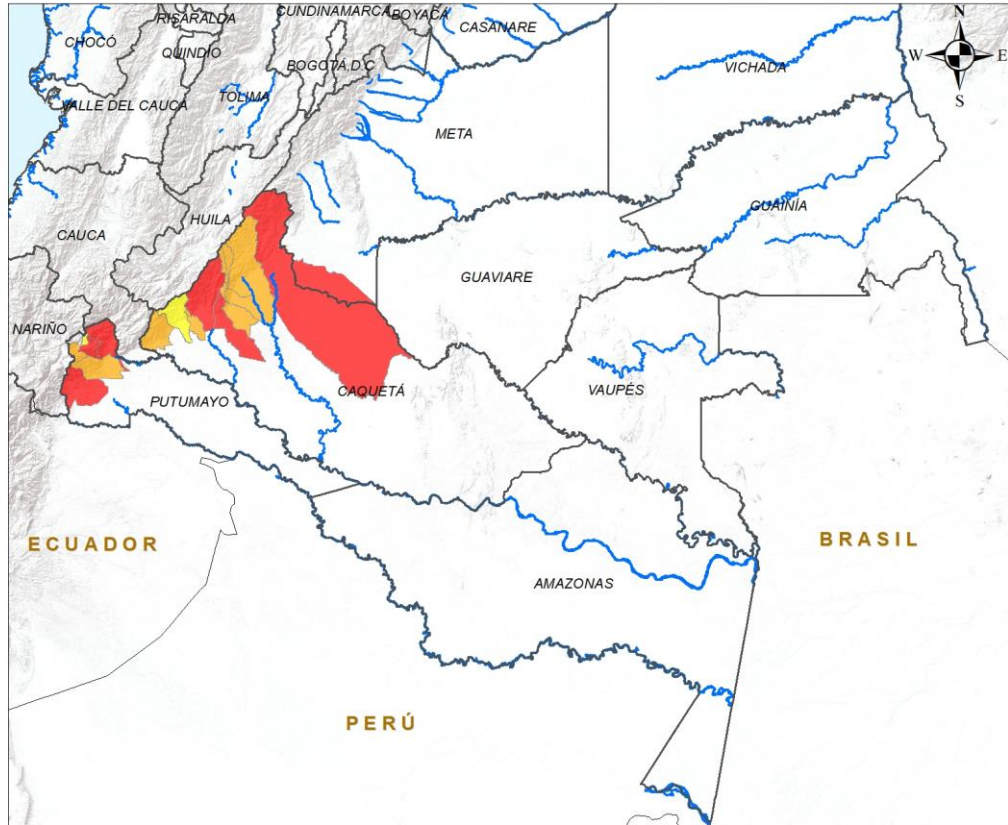 CUNDINAMARCA
BOYACÁ
RISARALDA
CASANARE
N
CHOCÓ
QUINDÍO
W
E
BOGOTÁ D.C
VICHADA
S
VALLE DEL CAUCA
TOLIMA
META
HUILA
GUAINÍA
CAUCA
GUAVIARE
NARIÑO
CAQUETÁ
VAUPÉS
PUTUMAYO
ECUADOR
BRASIL
AMAZONAS
PERÚ